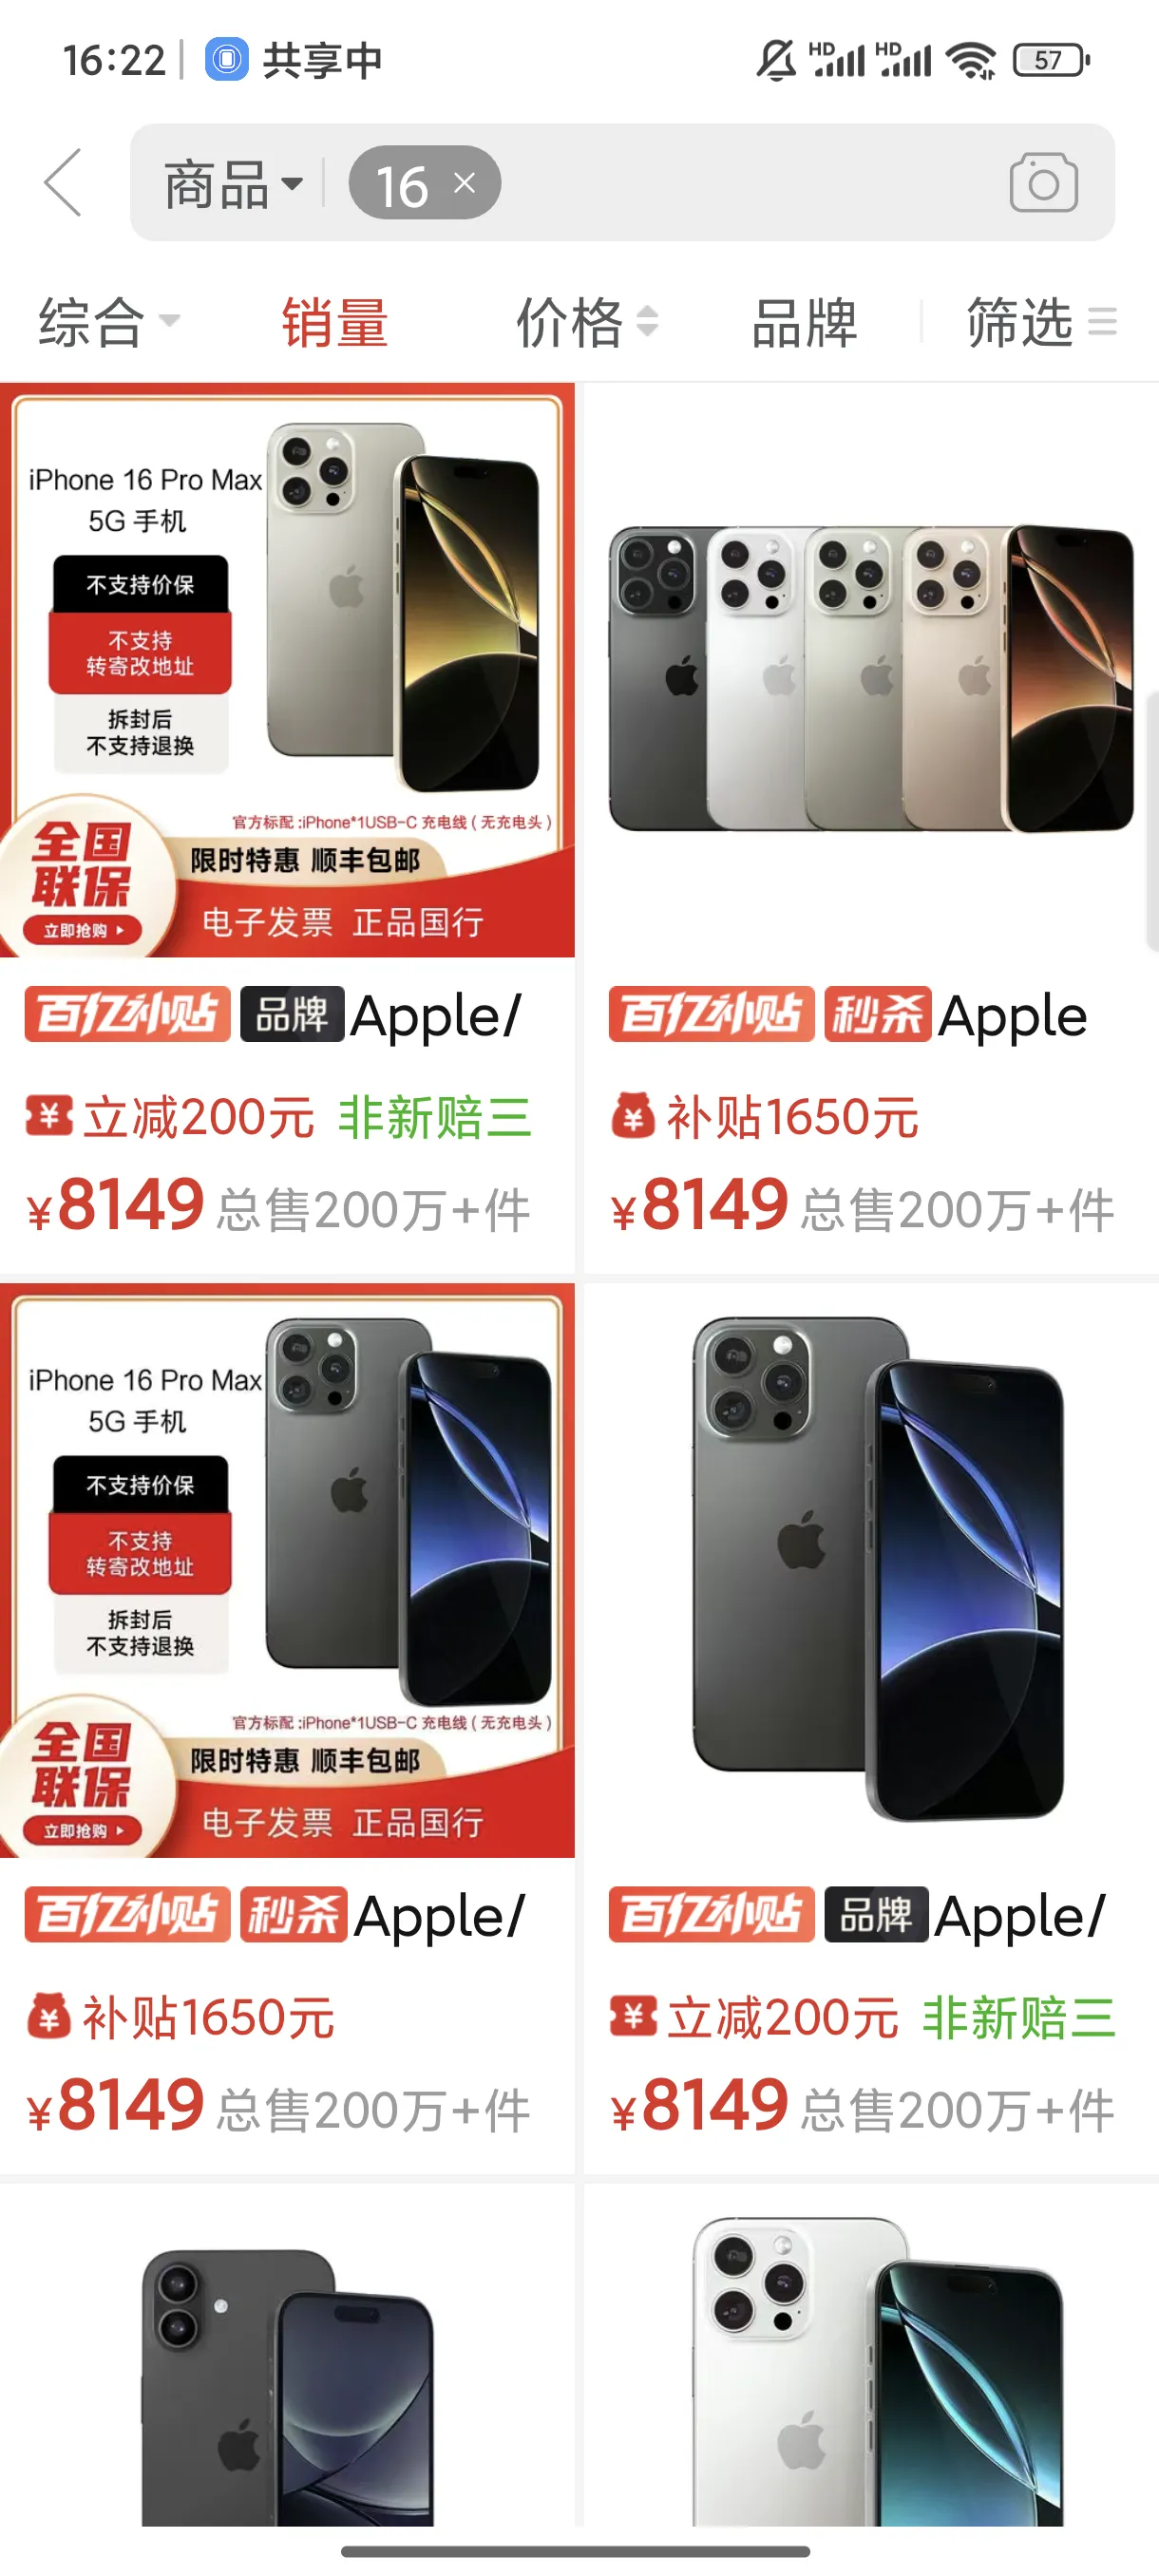 16:22
共享中
HD
HD
57
商品
16 ×
综合
销量
价格
品牌
筛选
iPhone 16 Pro Max
5G 手机
不支持价保
不支持
转寄改地址
拆封后
不支持退换
官方标配:iPhone*1USB-C 充电线(无充电头)
全国
联保
立即抢购
限时特惠 顺丰包邮
电子发票 正品国行
百亿补贴 品牌 Apple/
立减200元 非新赔三
¥8149 总售200万+件
百亿补贴 秒杀 Apple
补贴1650元
¥8149 总售200万+件
iPhone 16 Pro Max
5G 手机
不支持价保
不支持
转寄改地址
拆封后
不支持退换
官方标配:iPhone*1USB-C 充电线(无充电头)
全国
联保
立即抢购
限时特惠 顺丰包邮
电子发票 正品国行
百亿补贴 秒杀 Apple/
补贴1650元
¥8149 总售200万+件
百亿补贴 品牌 Apple/
立减200元 非新赔三
¥8149 总售200万+件